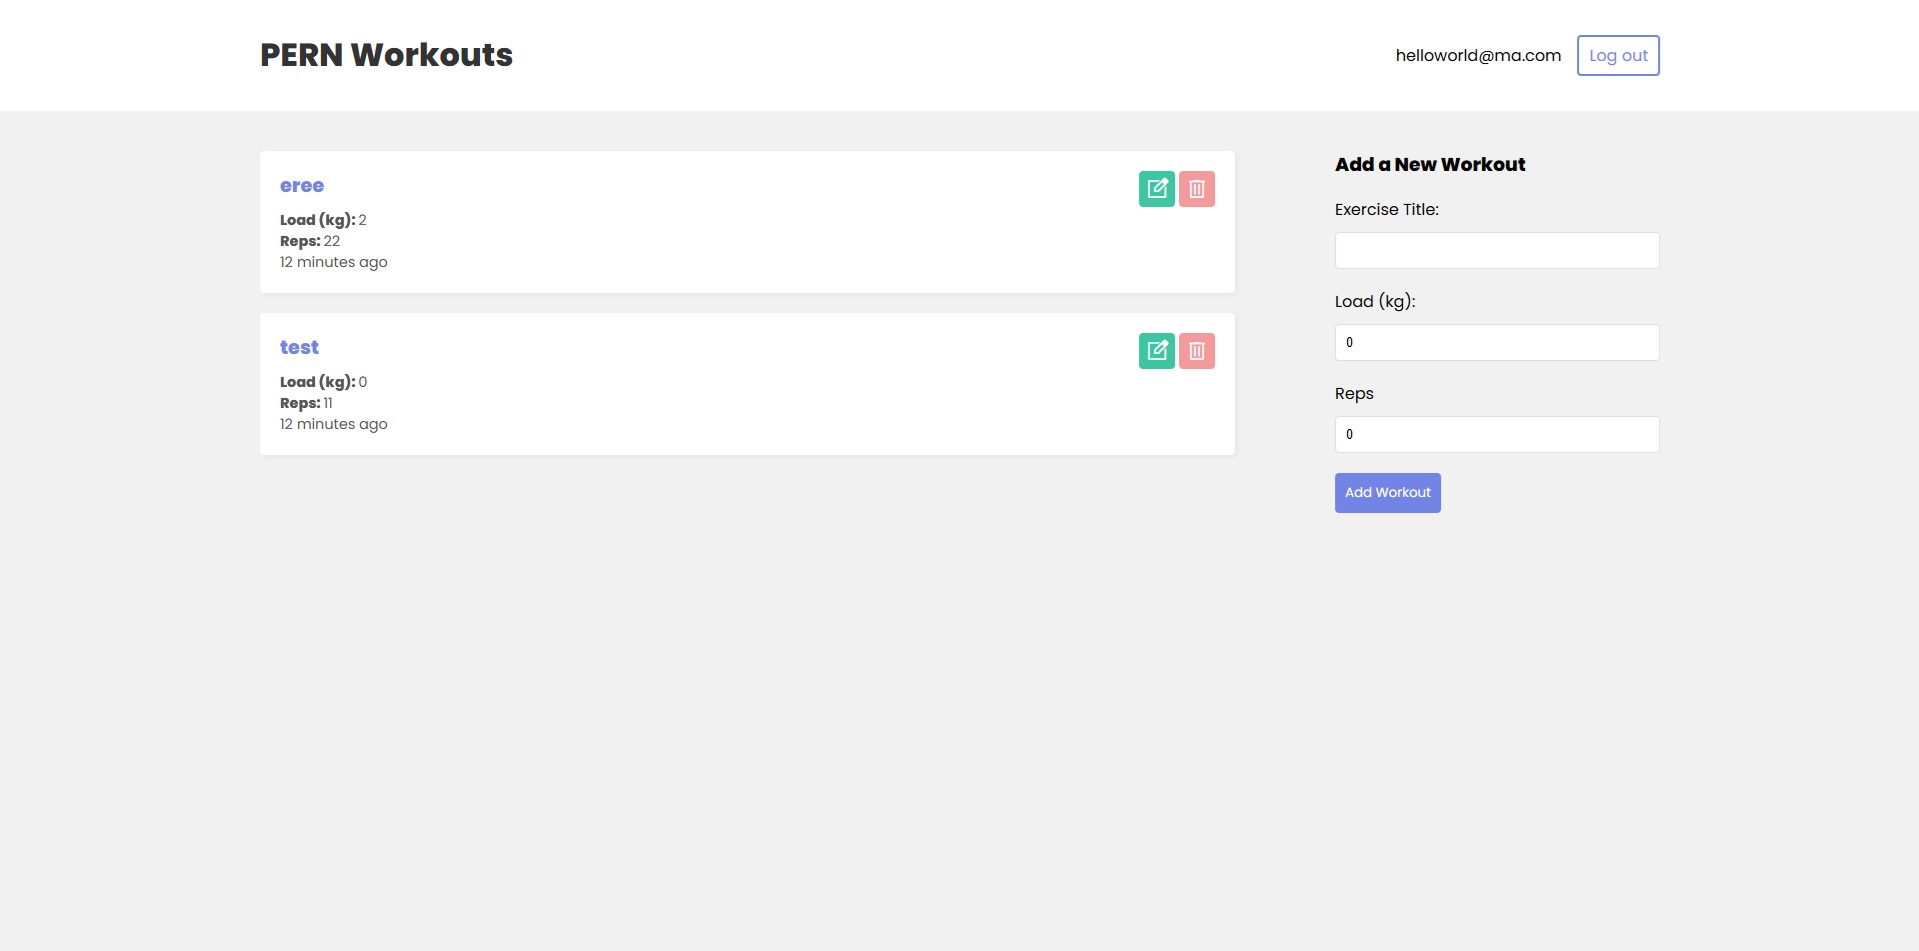 PERN Workouts
helloworld@ma.com
Log out
eree
Load (kg): 2
Reps: 22
12 minutes ago
test
Load (kg): 0
Reps: 11
12 minutes ago
Add a New Workout
Exercise Title:
Load (kg):
0
Reps
0
Add Workout